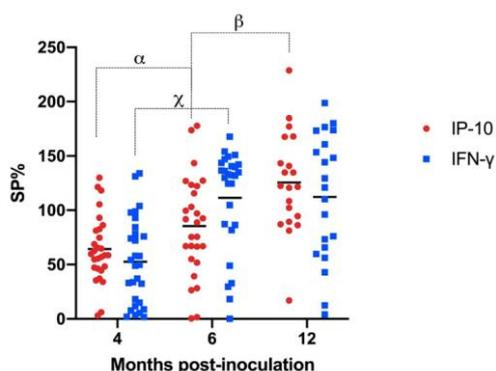 β
α
χ
250
200
150
100
50
0
SP%
4 6 12
Months post-inoculation
IP-10
IFN-γ